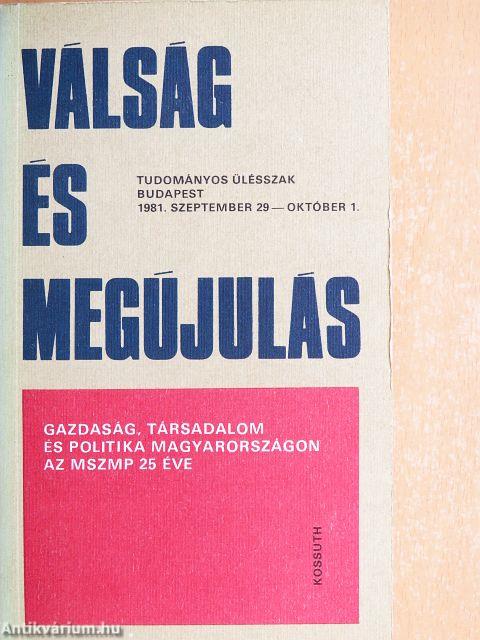 VÁLSÁG
ÉS
TUDOMÁNYOS ÜLÉSSZAK
BUDAPEST
1981. SZEPTEMBER 29 — OKTÓBER 1.
MEGÚJULÁS
GAZDASÁG, TÁRSADALOM
ÉS POLITIKA MAGYARORSZÁGON
AZ MSZMP 25 ÉVE
KOSSUTH
Antikvárium.hu